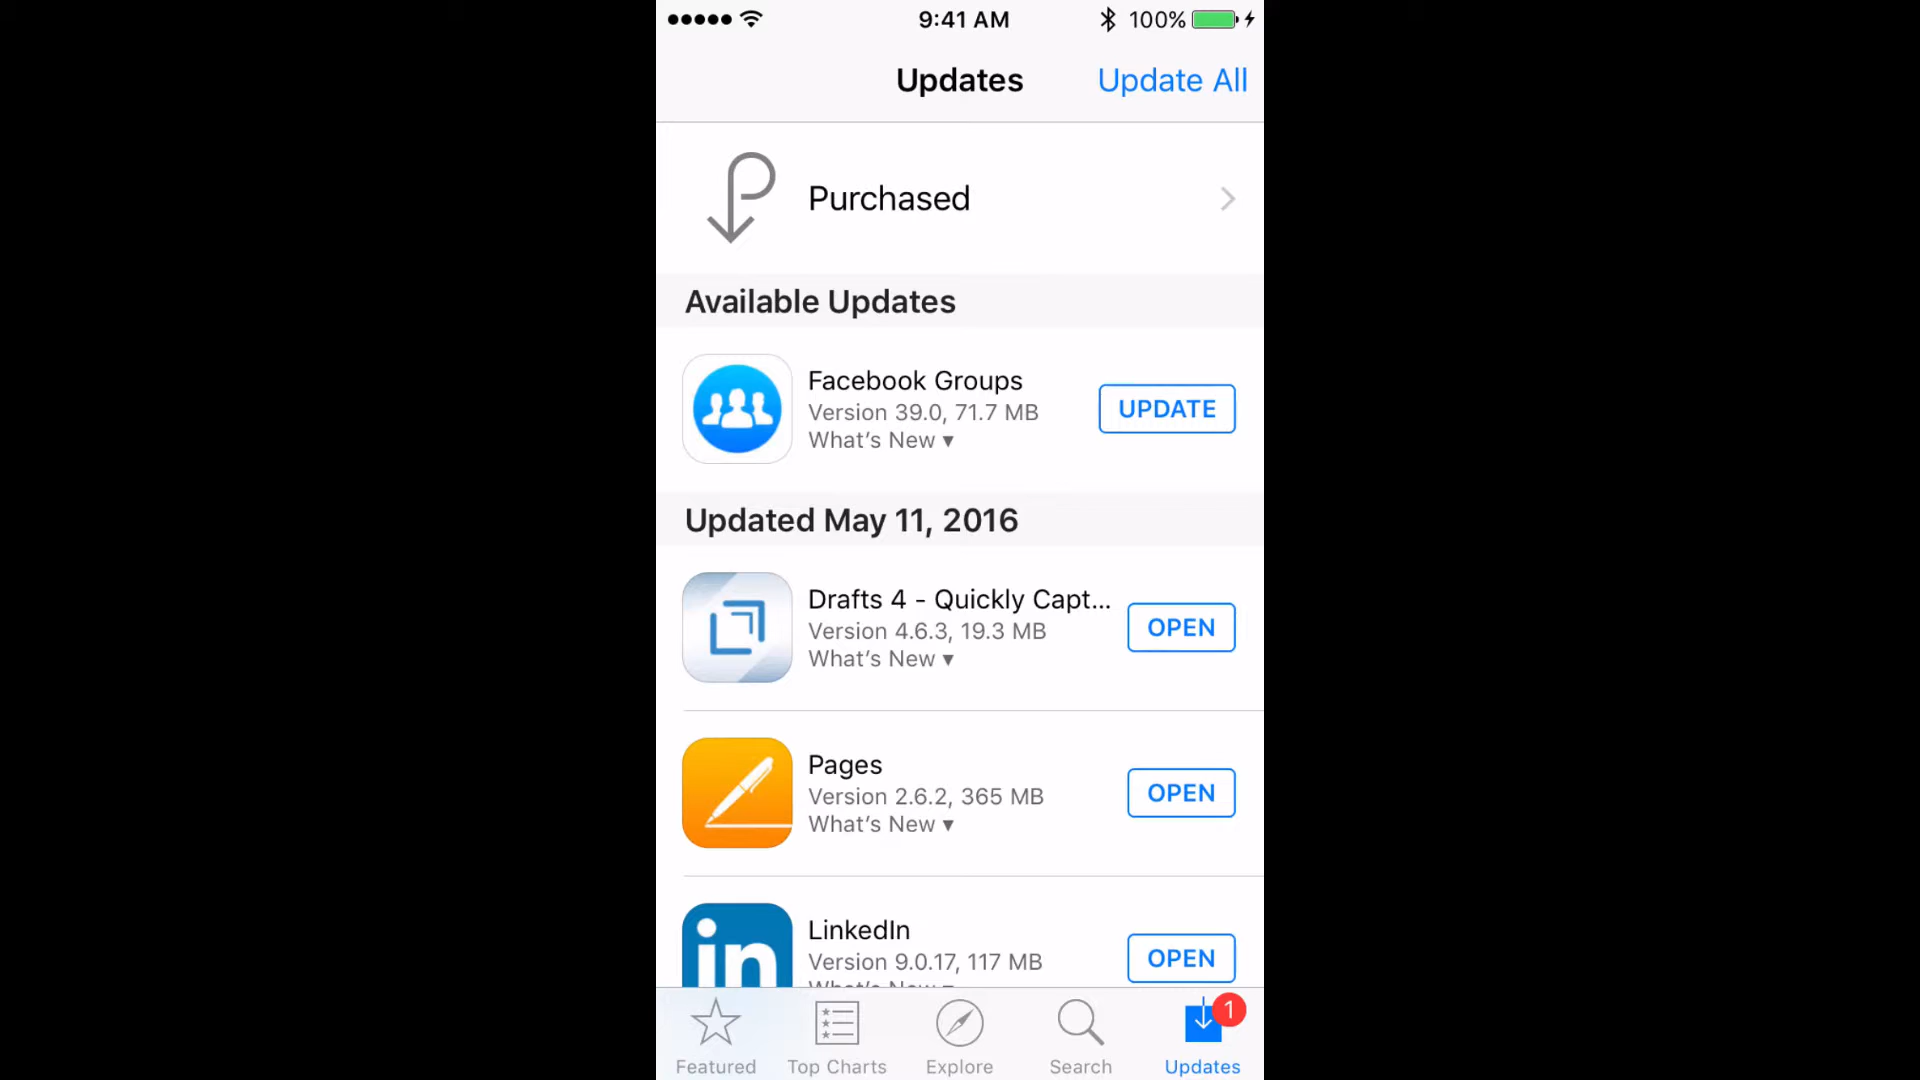 9:41 AM
100%
Updates
Update All
Purchased
Available Updates
Facebook Groups
Version 39.0, 71.7 MB
What's New ▾
UPDATE
Updated May 11, 2016
Drafts 4 - Quickly Capt...
Version 4.6.3, 19.3 MB
What's New ▾
OPEN
Pages
Version 2.6.2, 365 MB
What's New ▾
OPEN
in
LinkedIn
Version 9.0.17, 117 MB
What's New ▾
OPEN
1
Featured
Top Charts
Explore
Search
Updates